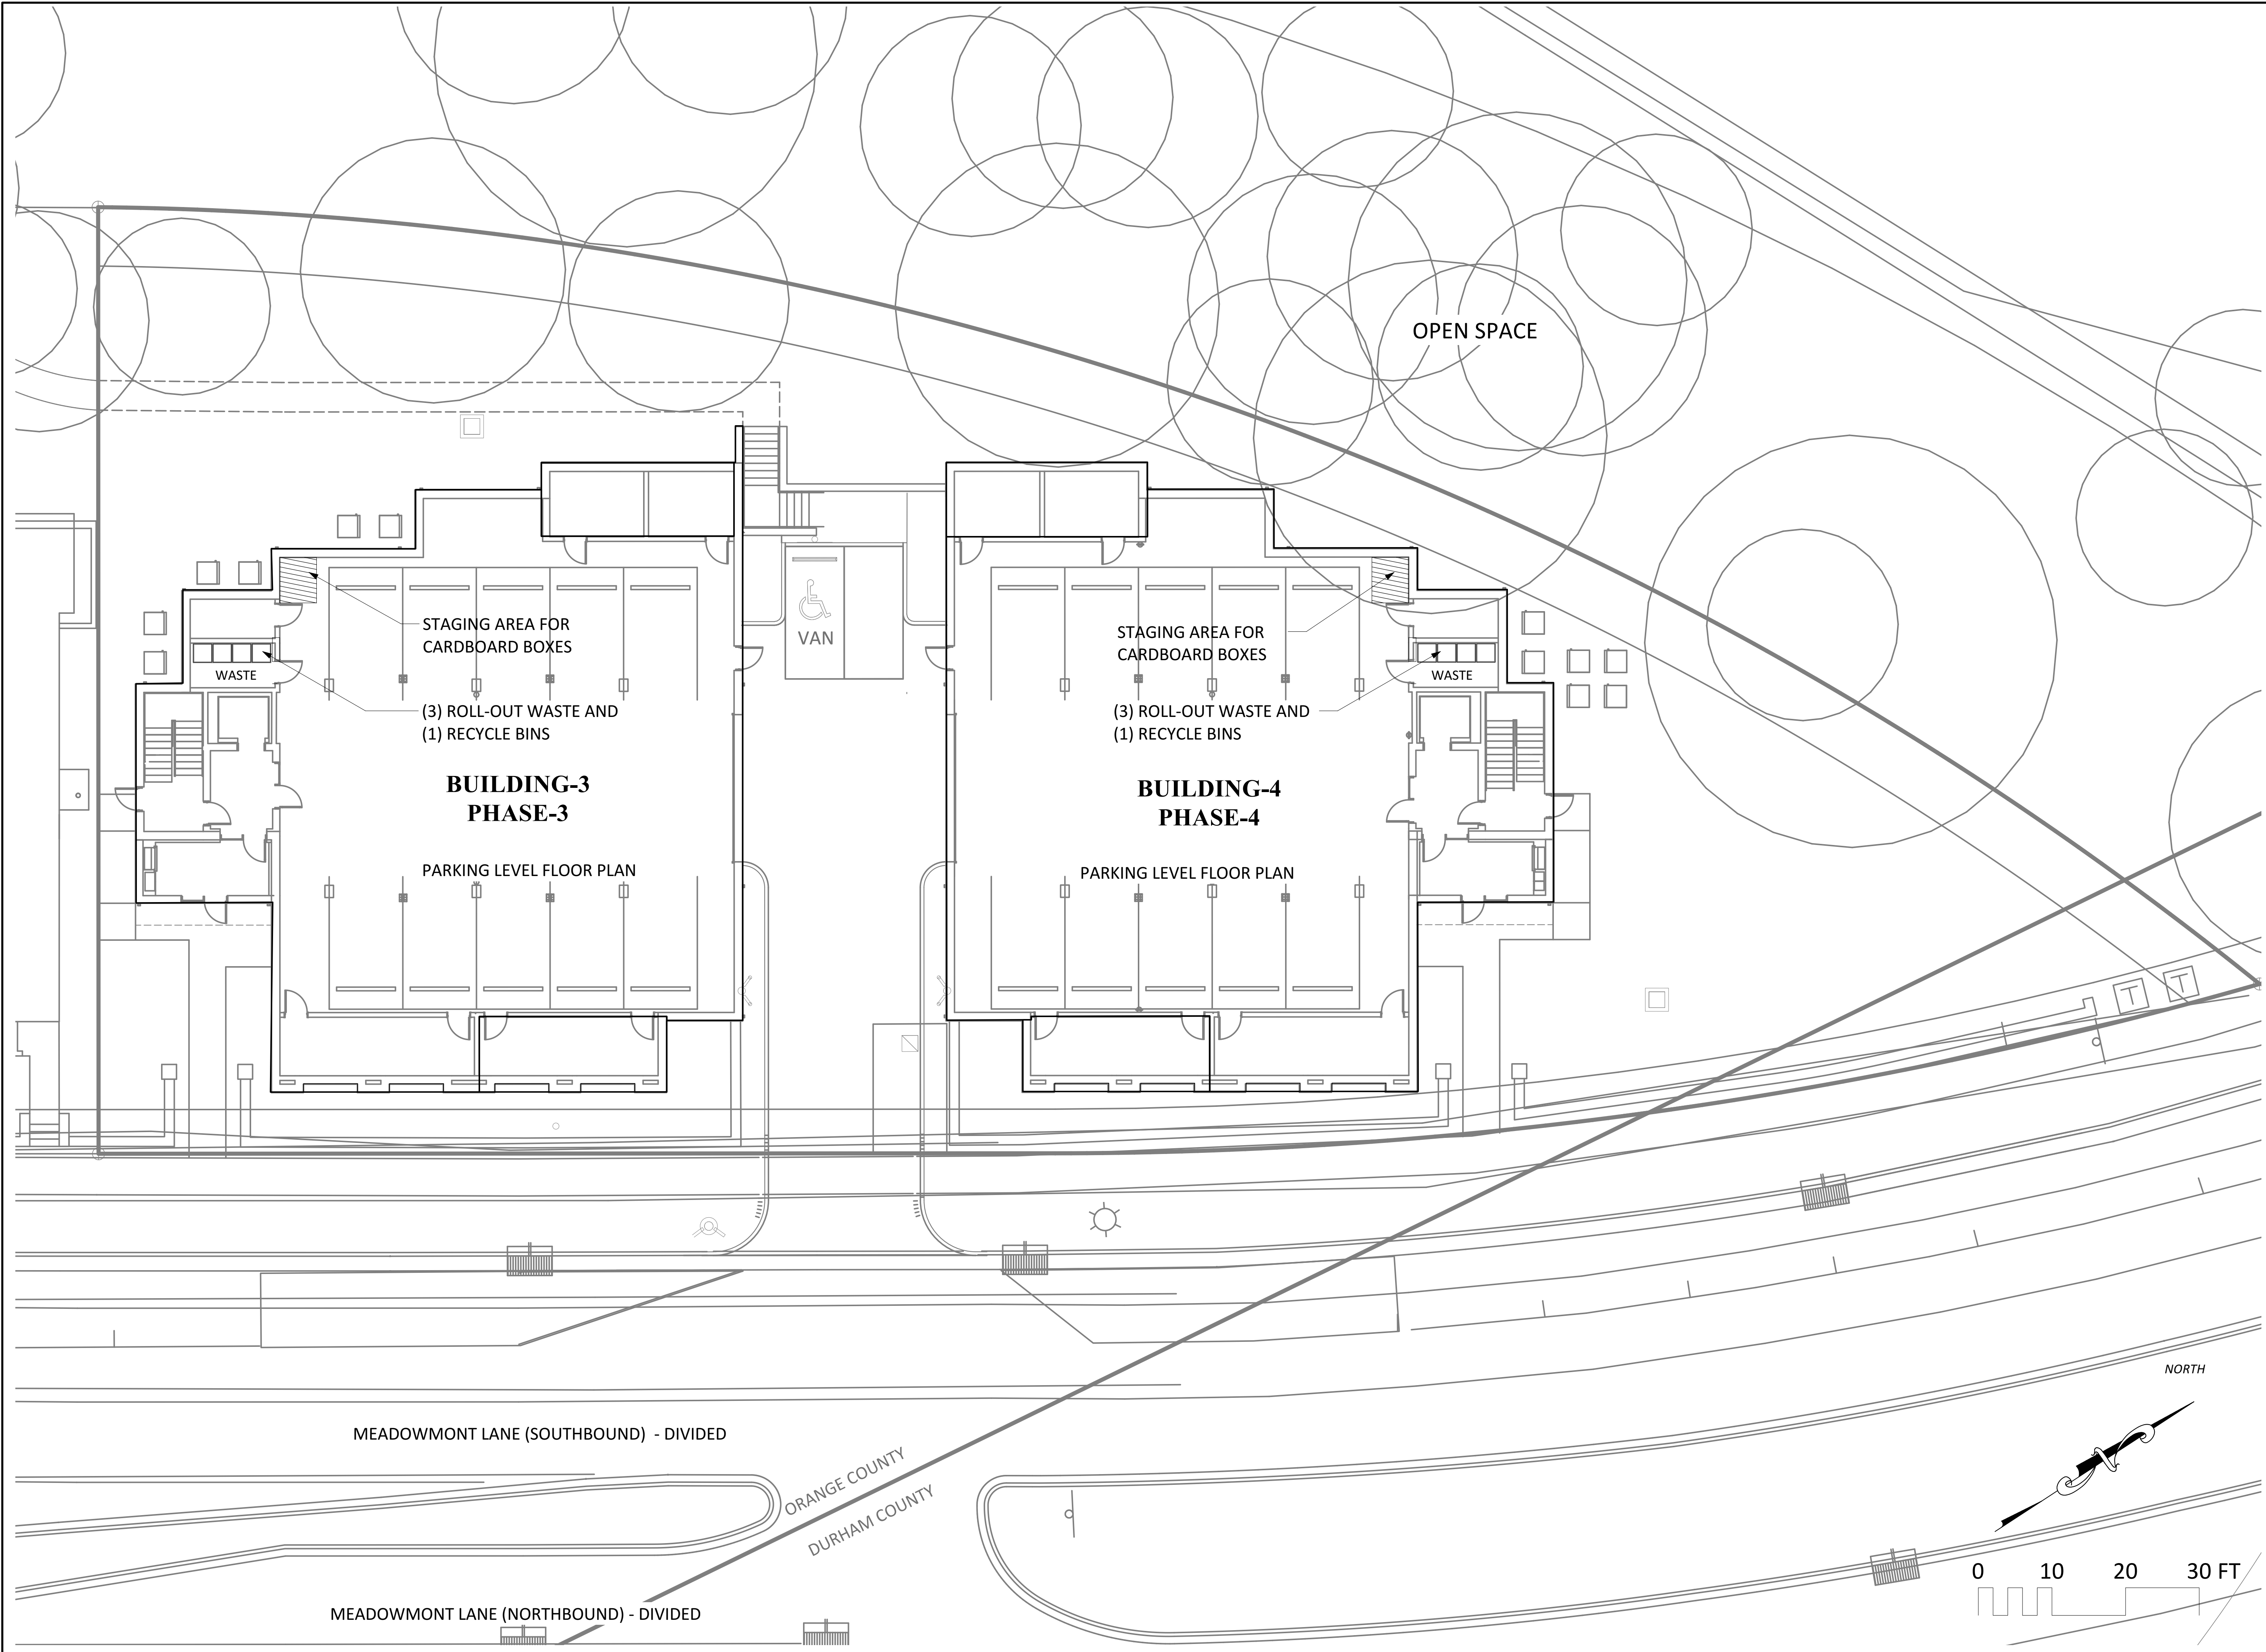 OPEN SPACE
STAGING AREA FOR
CARDBOARD BOXES
WASTE
(3) ROLL-OUT WASTE AND
(1) RECYCLE BINS
BUILDING-3
PHASE-3
PARKING LEVEL FLOOR PLAN
VAN
STAGING AREA FOR
CARDBOARD BOXES
WASTE
(3) ROLL-OUT WASTE AND
(1) RECYCLE BINS
BUILDING-4
PHASE-4
PARKING LEVEL FLOOR PLAN
T T
MEADOWMONT LANE (SOUTHBOUND) - DIVIDED
ORANGE COUNTY
DURHAM COUNTY
MEADOWMONT LANE (NORTHBOUND) - DIVIDED
NORTH
0 10 20 30 FT